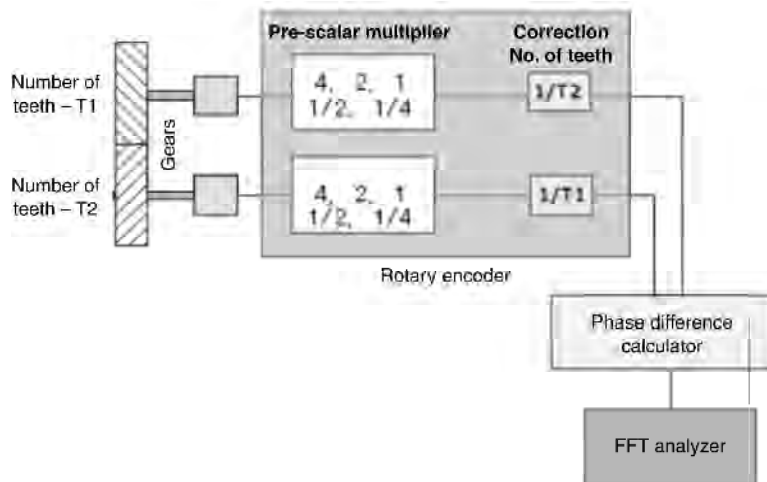 Pre-scalar multiplier
Correction
No. of teeth
Number of
teeth – T1
4, 2, 1
1/2, 1/4
1/T2
Gears
Number of
teeth – T2
4, 2, 1
1/2, 1/4
1/T1
Rotary encoder
Phase difference
calculator
FFT analyzer